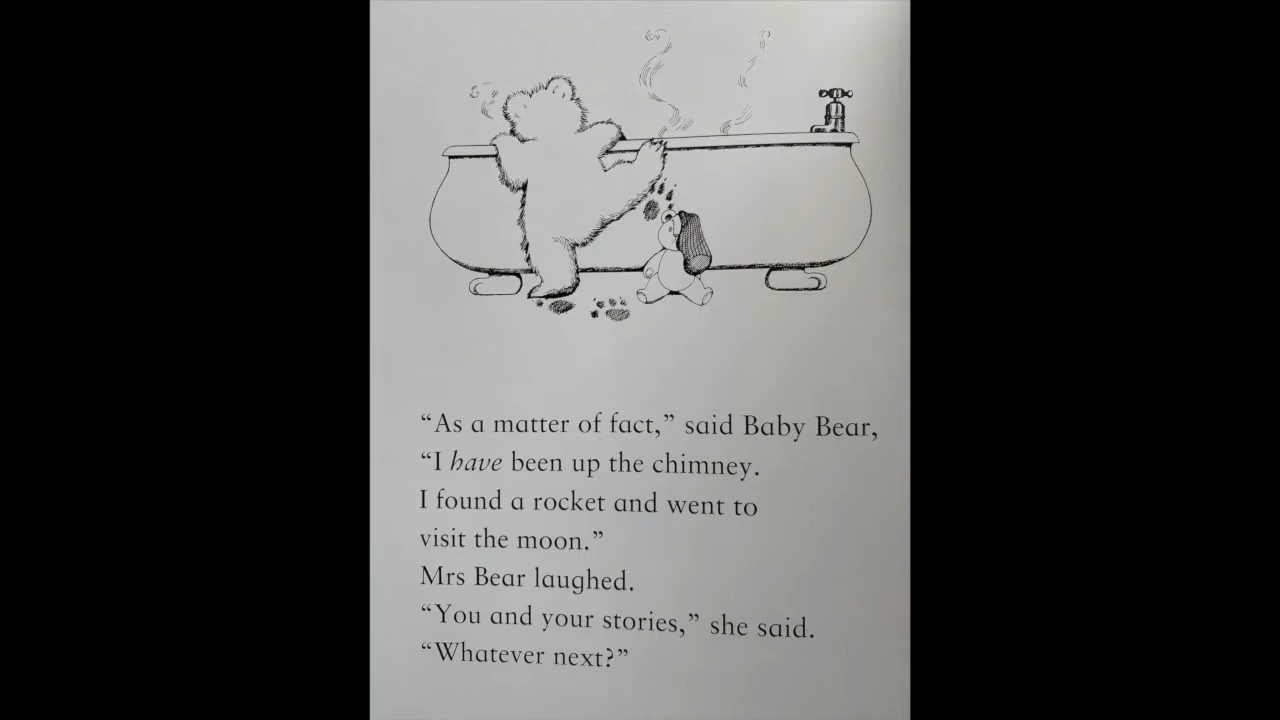 “As a matter of fact,” said Baby Bear,
“I have been up the chimney.
I found a rocket and went to
visit the moon.”
Mrs Bear laughed.
“You and your stories,” she said.
“Whatever next?”